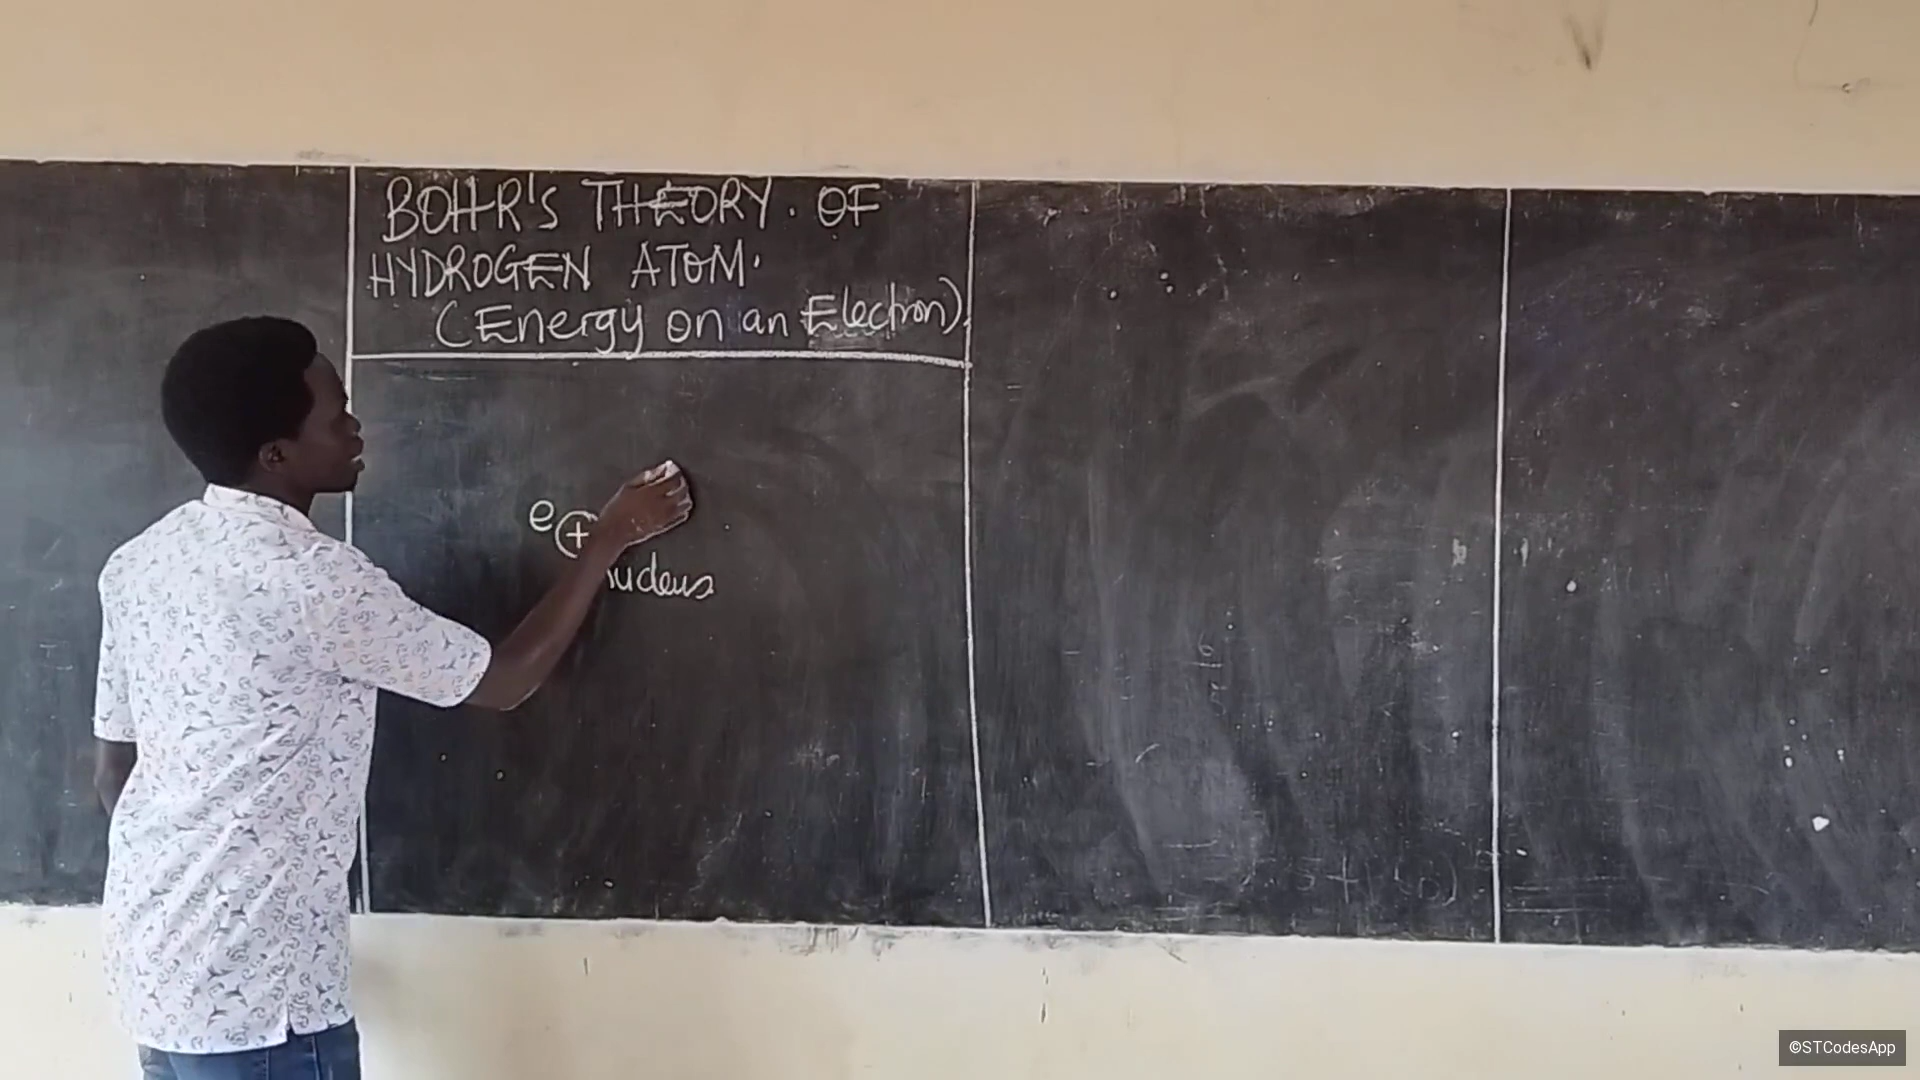 BOHR'S THEORY. OF
HYDROGEN ATOM.
(Energy on an Electron).
e +
nucleus.
©STCodesApp